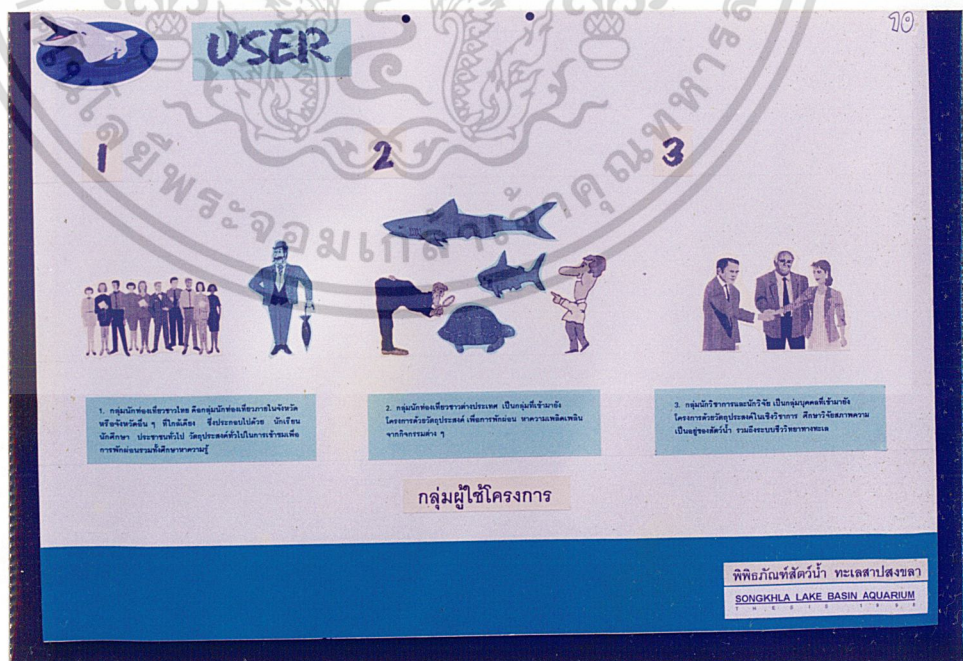 10
USER
1
2
3
1. กลุ่มนักท่องเที่ยวชาวไทย คือกลุ่มนักท่องเที่ยวภายในจังหวัด
หรือจังหวัดอื่น ๆ ที่ใกล้เคียง ซึ่งประกอบไปด้วย นักเรียน
นักศึกษา ประชาชนทั่วไป วัตถุประสงค์ทั่วไปในการเข้าชมเพื่อ
การพักผ่อนรวมทั้งศึกษาหาความรู้
2. กลุ่มนักท่องเที่ยวชาวต่างประเทศ เป็นกลุ่มที่เข้ามายัง
โครงการด้วยวัตถุประสงค์ เพื่อการพักผ่อน หาความเพลิดเพลิน
จากกิจกรรมต่าง ๆ
3. กลุ่มนักวิชาการและนักวิจัย เป็นกลุ่มบุคคลที่เข้ามายัง
โครงการด้วยวัตถุประสงค์ในเชิงวิชาการ ศึกษาวิจัยสภาพความ
เป็นอยู่ของสัตว์น้ำ รวมถึงระบบชีววิทยาทางทะเล
กลุ่มผู้ใช้โครงการ
พิพิธภัณฑ์สัตว์น้ำ ทะเลสาปสงขลา
SONGKHLA LAKE BASIN AQUARIUM